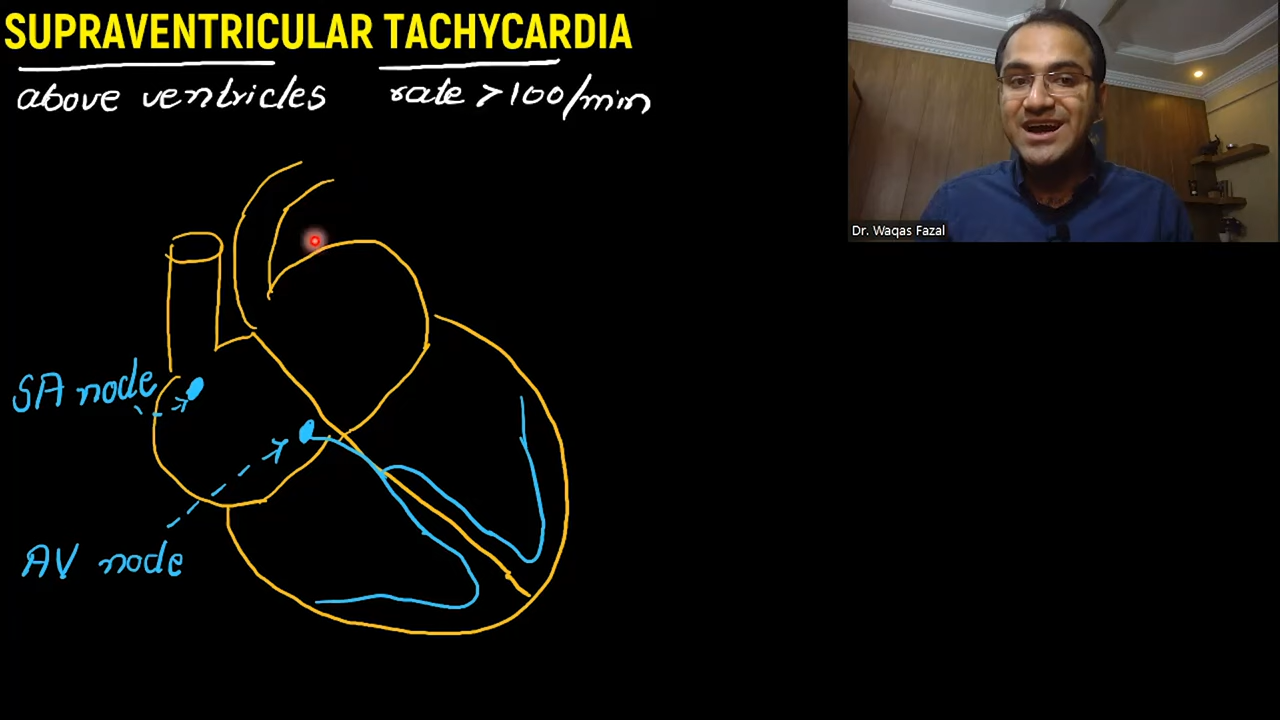 SUPRAVENTRICULAR TACHYCARDIA
above ventricles rate > 100/min
Dr. Waqas Fazal
SA node
AV node